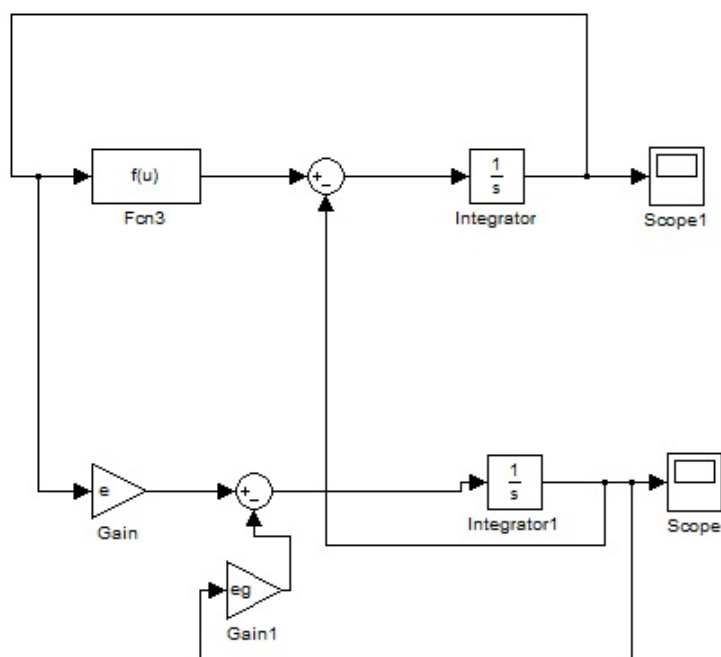 f(u)
Fcn3
+
−
1
s
Integrator
Scope1
e
Gain
+
−
1
s
Integrator1
Scope
eg
Gain1